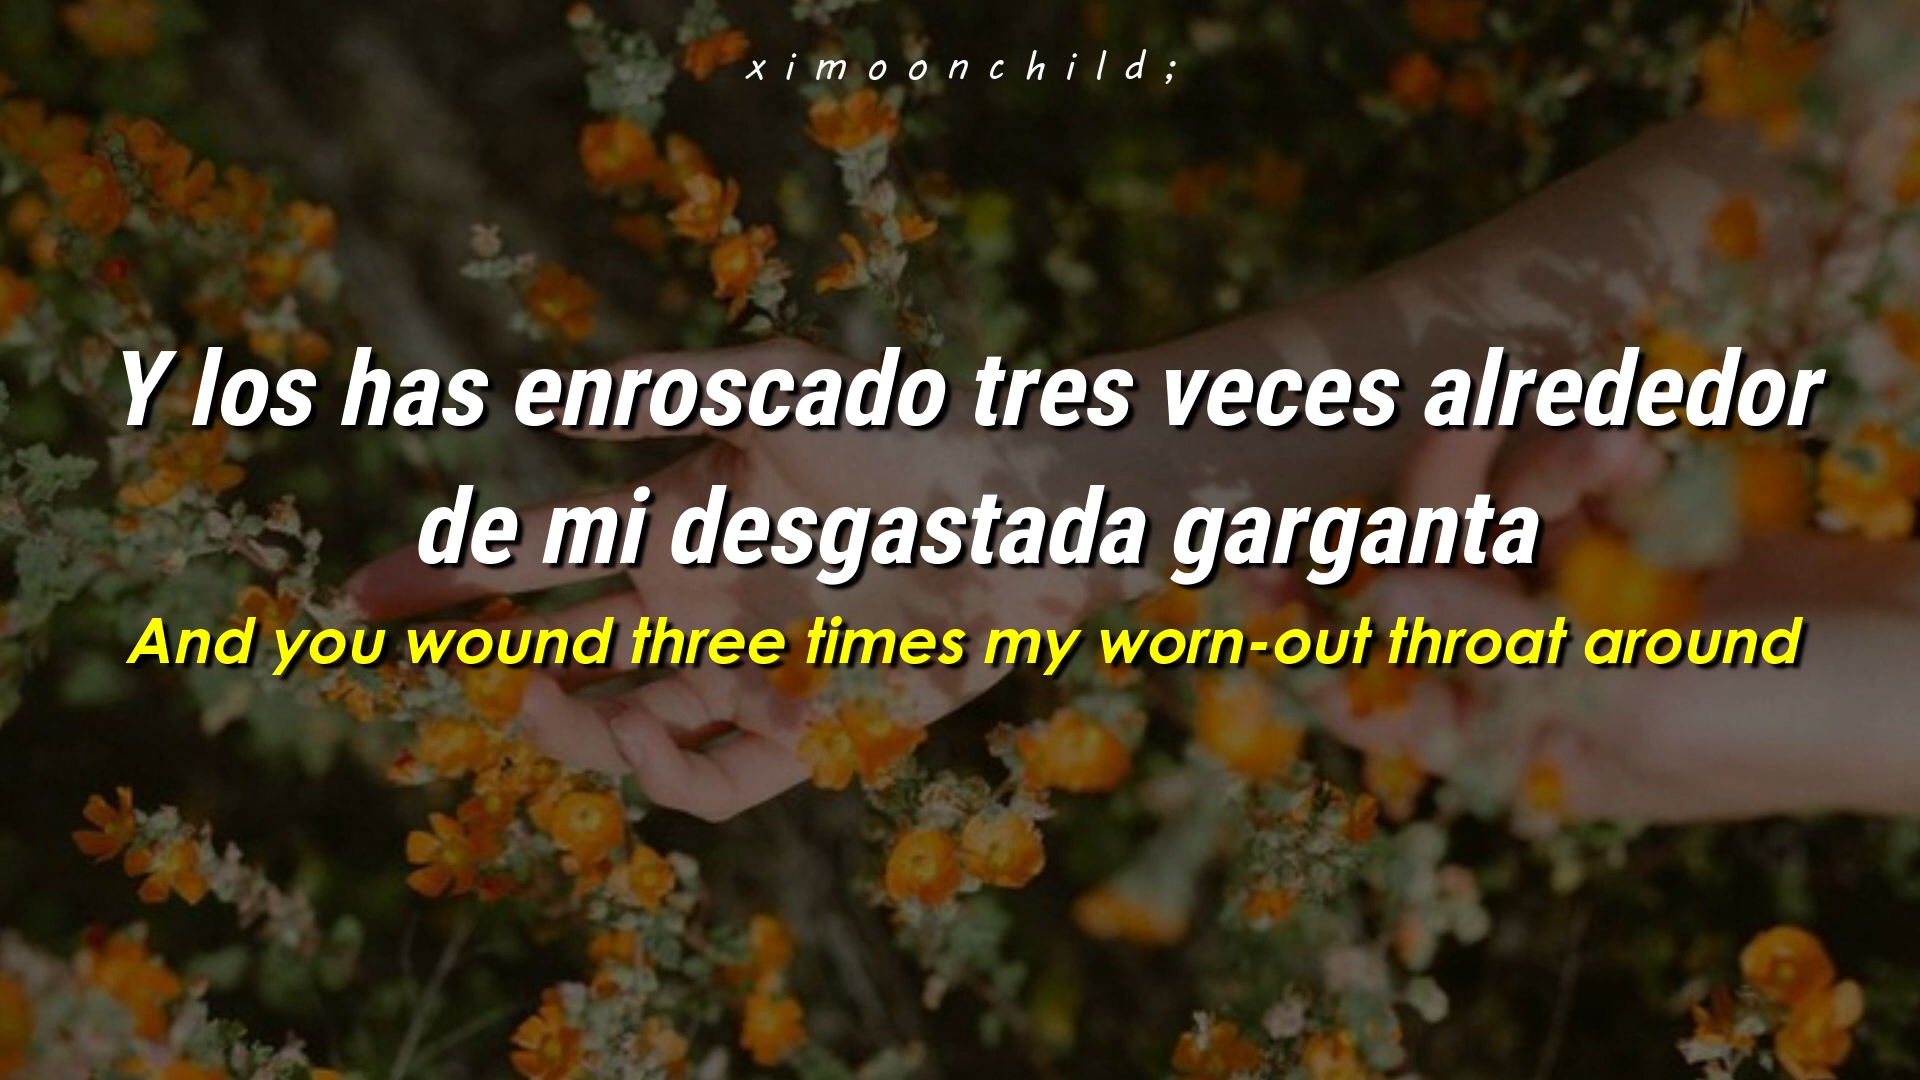 ximoonchild;
Y los has enroscado tres veces alrededor
de mi desgastada garganta
And you wound three times my worn-out throat around